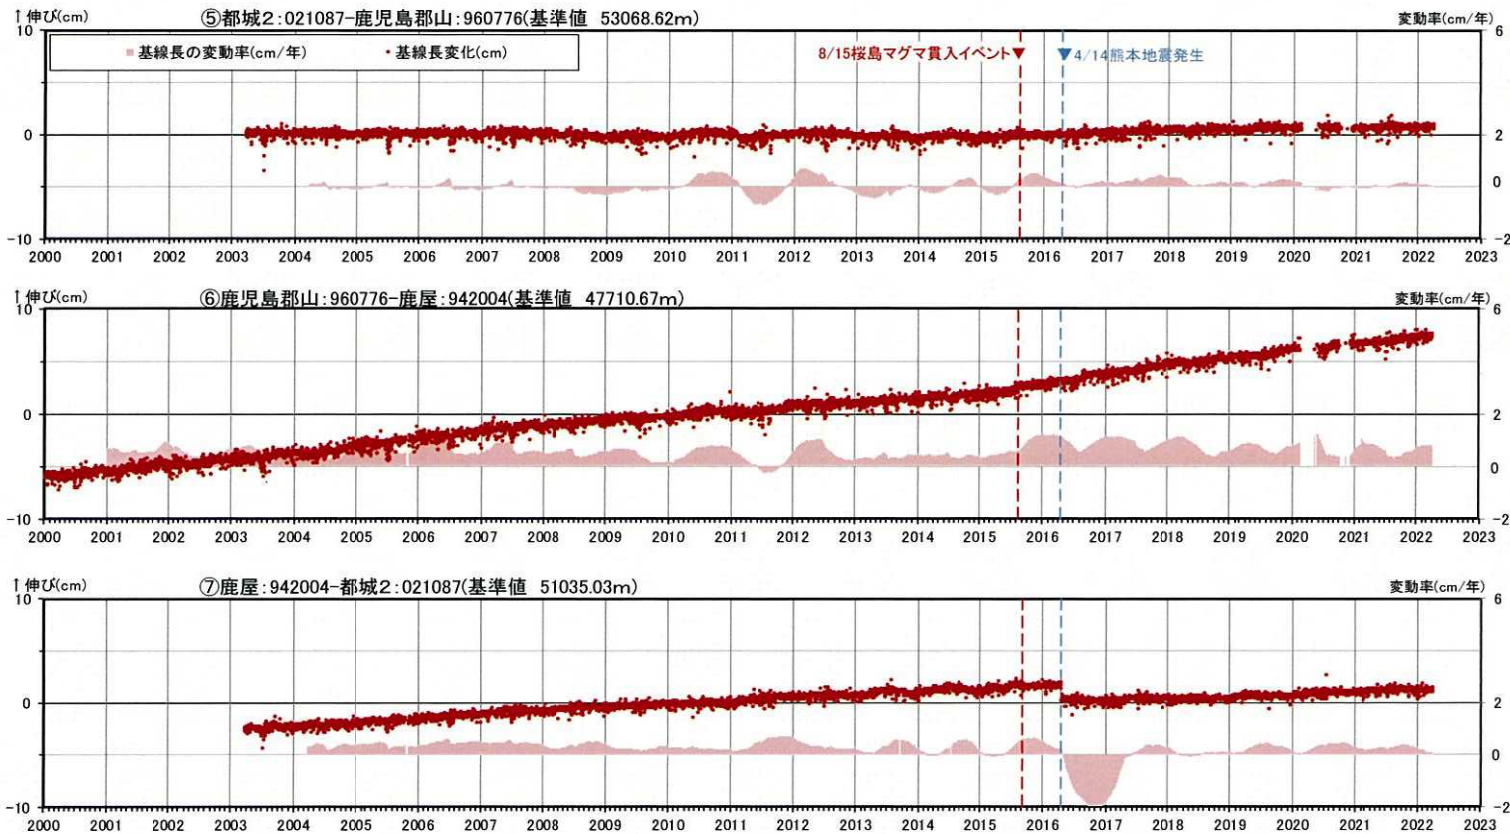 ↑伸び(cm) ⑤都城2:021087-鹿児島郡山:960776(基準値 53068.62m) 変動率(cm/年)
10 6
■基線長の変動率(cm/年) •基線長変化(cm) 8/15桜島マグマ貫入イベント▼ ▼4/14熊本地震発生
0 2
0
-10 -2
2000 2001 2002 2003 2004 2005 2006 2007 2008 2009 2010 2011 2012 2013 2014 2015 2016 2017 2018 2019 2020 2021 2022 2023
↑伸び(cm) ⑥鹿児島郡山:960776-鹿屋:942004(基準値 47710.67m) 変動率(cm/年)
10 6
0 2
0
-10 -2
2000 2001 2002 2003 2004 2005 2006 2007 2008 2009 2010 2011 2012 2013 2014 2015 2016 2017 2018 2019 2020 2021 2022 2023
↑伸び(cm) ⑦鹿屋:942004-都城2:021087(基準値 51035.03m) 変動率(cm/年)
10 6
0 2
0
-10 -2
2000 2001 2002 2003 2004 2005 2006 2007 2008 2009 2010 2011 2012 2013 2014 2015 2016 2017 2018 2019 2020 2021 2022 2023